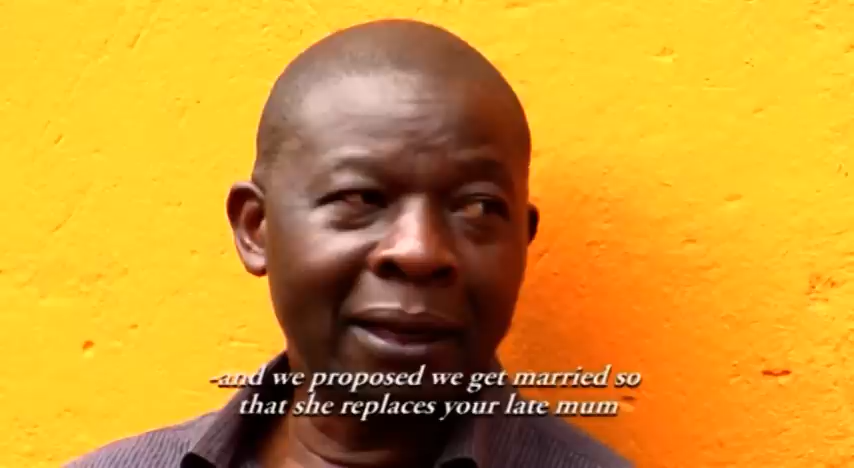 -and we proposed we get married so
that she replaces your late mum